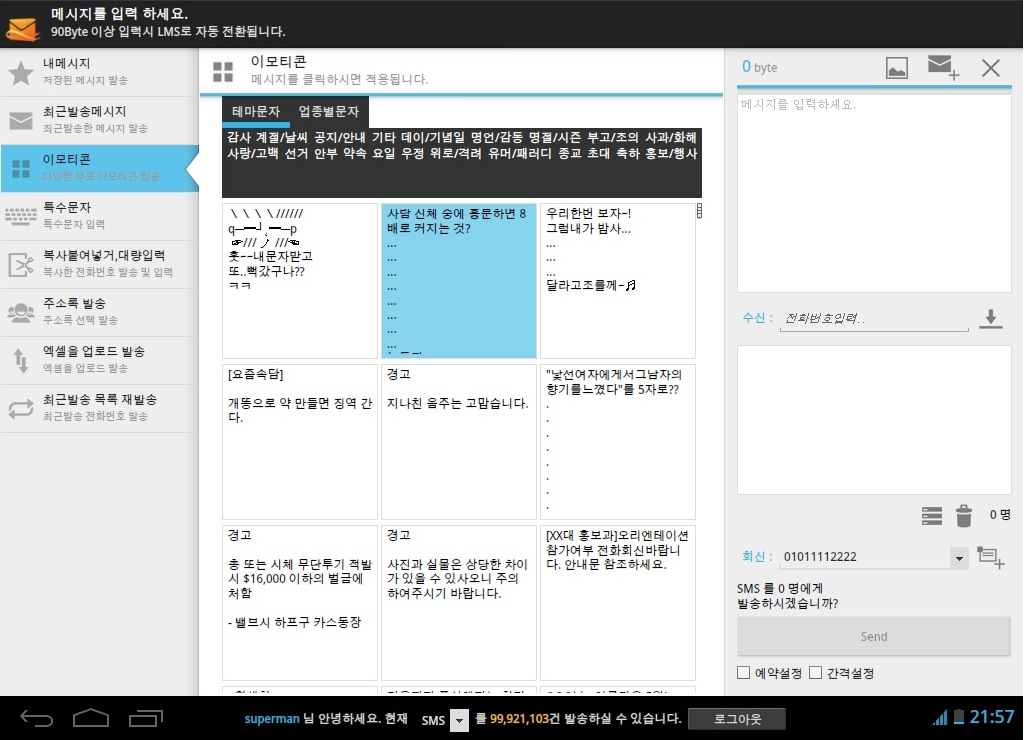 메시지를 입력 하세요.
90Byte 이상 입력시 LMS로 자동 전환됩니다.
내메시지
저장된 메시지 발송
최근발송메시지
최근발송한 메시지 발송
이모티콘
다양한 무료 이모티콘 발송
특수문자
특수문자 입력
복사붙여넣거,대량입력
복사한 전화번호 발송 및 입력
주소록 발송
주소록 선택 발송
엑셀을 업로드 발송
엑셀을 업로드 발송
최근발송 목록 재발송
최근발송 전화번호 발송
이모티콘
메시지를 클릭하시면 적용됩니다.
테마문자 업종별문자
감사 계절/날씨 공지/안내 기타 데이/기념일 명언/감동 명절/시즌 부고/조의 사과/화해
사랑/고백 선거 안부 약속 요일 우정 위로/격려 유머/패러디 종교 초대 축하 홍보/행사
\ \ \ \ //////
q─━┘ ━─p
☞/// ノ ///☜
훗~~내문자받고
또..뻑갔구나??
ㅋㅋ
사담 신체 숭에 흥문하면 8
배로 커지는 것?
...
...
...
...
...
...
...
...
우리한번 보자~!
그럼내가 밤사...
...
...
...
달라고조를께~♬
[요즘속담]
개똥으로 약 만들면 징역 간
다.
경고
지나친 음주는 고맙습니다.
"낯선여자에게서그남자의
향기를느꼈다"를 5자로??
.
.
.
.
.
.
.
.
경고
총 또는 시체 무단투기 적발
시 $16,000 이하의 벌금에
처함
- 밸브시 하프구 카스동장
경고
사진과 실물은 상당한 차이
가 있을 수 있사오니 주의
하여주시기 바랍니다.
[XX대 홍보과]오리엔테이션
참가여부 전화회신바랍니
다. 안내문 참조하세요.
0 byte
메시지를 입력하세요.
수신 : 전화번호입력..
0 명
회신 : 01011112222
SMS 를 0 명에게
발송하시겠습니까?
Send
예약설정 간격설정
superman 님 안녕하세요. 현재 SMS 를 99,921,103건 발송하실 수 있습니다. 로그아웃
21:57